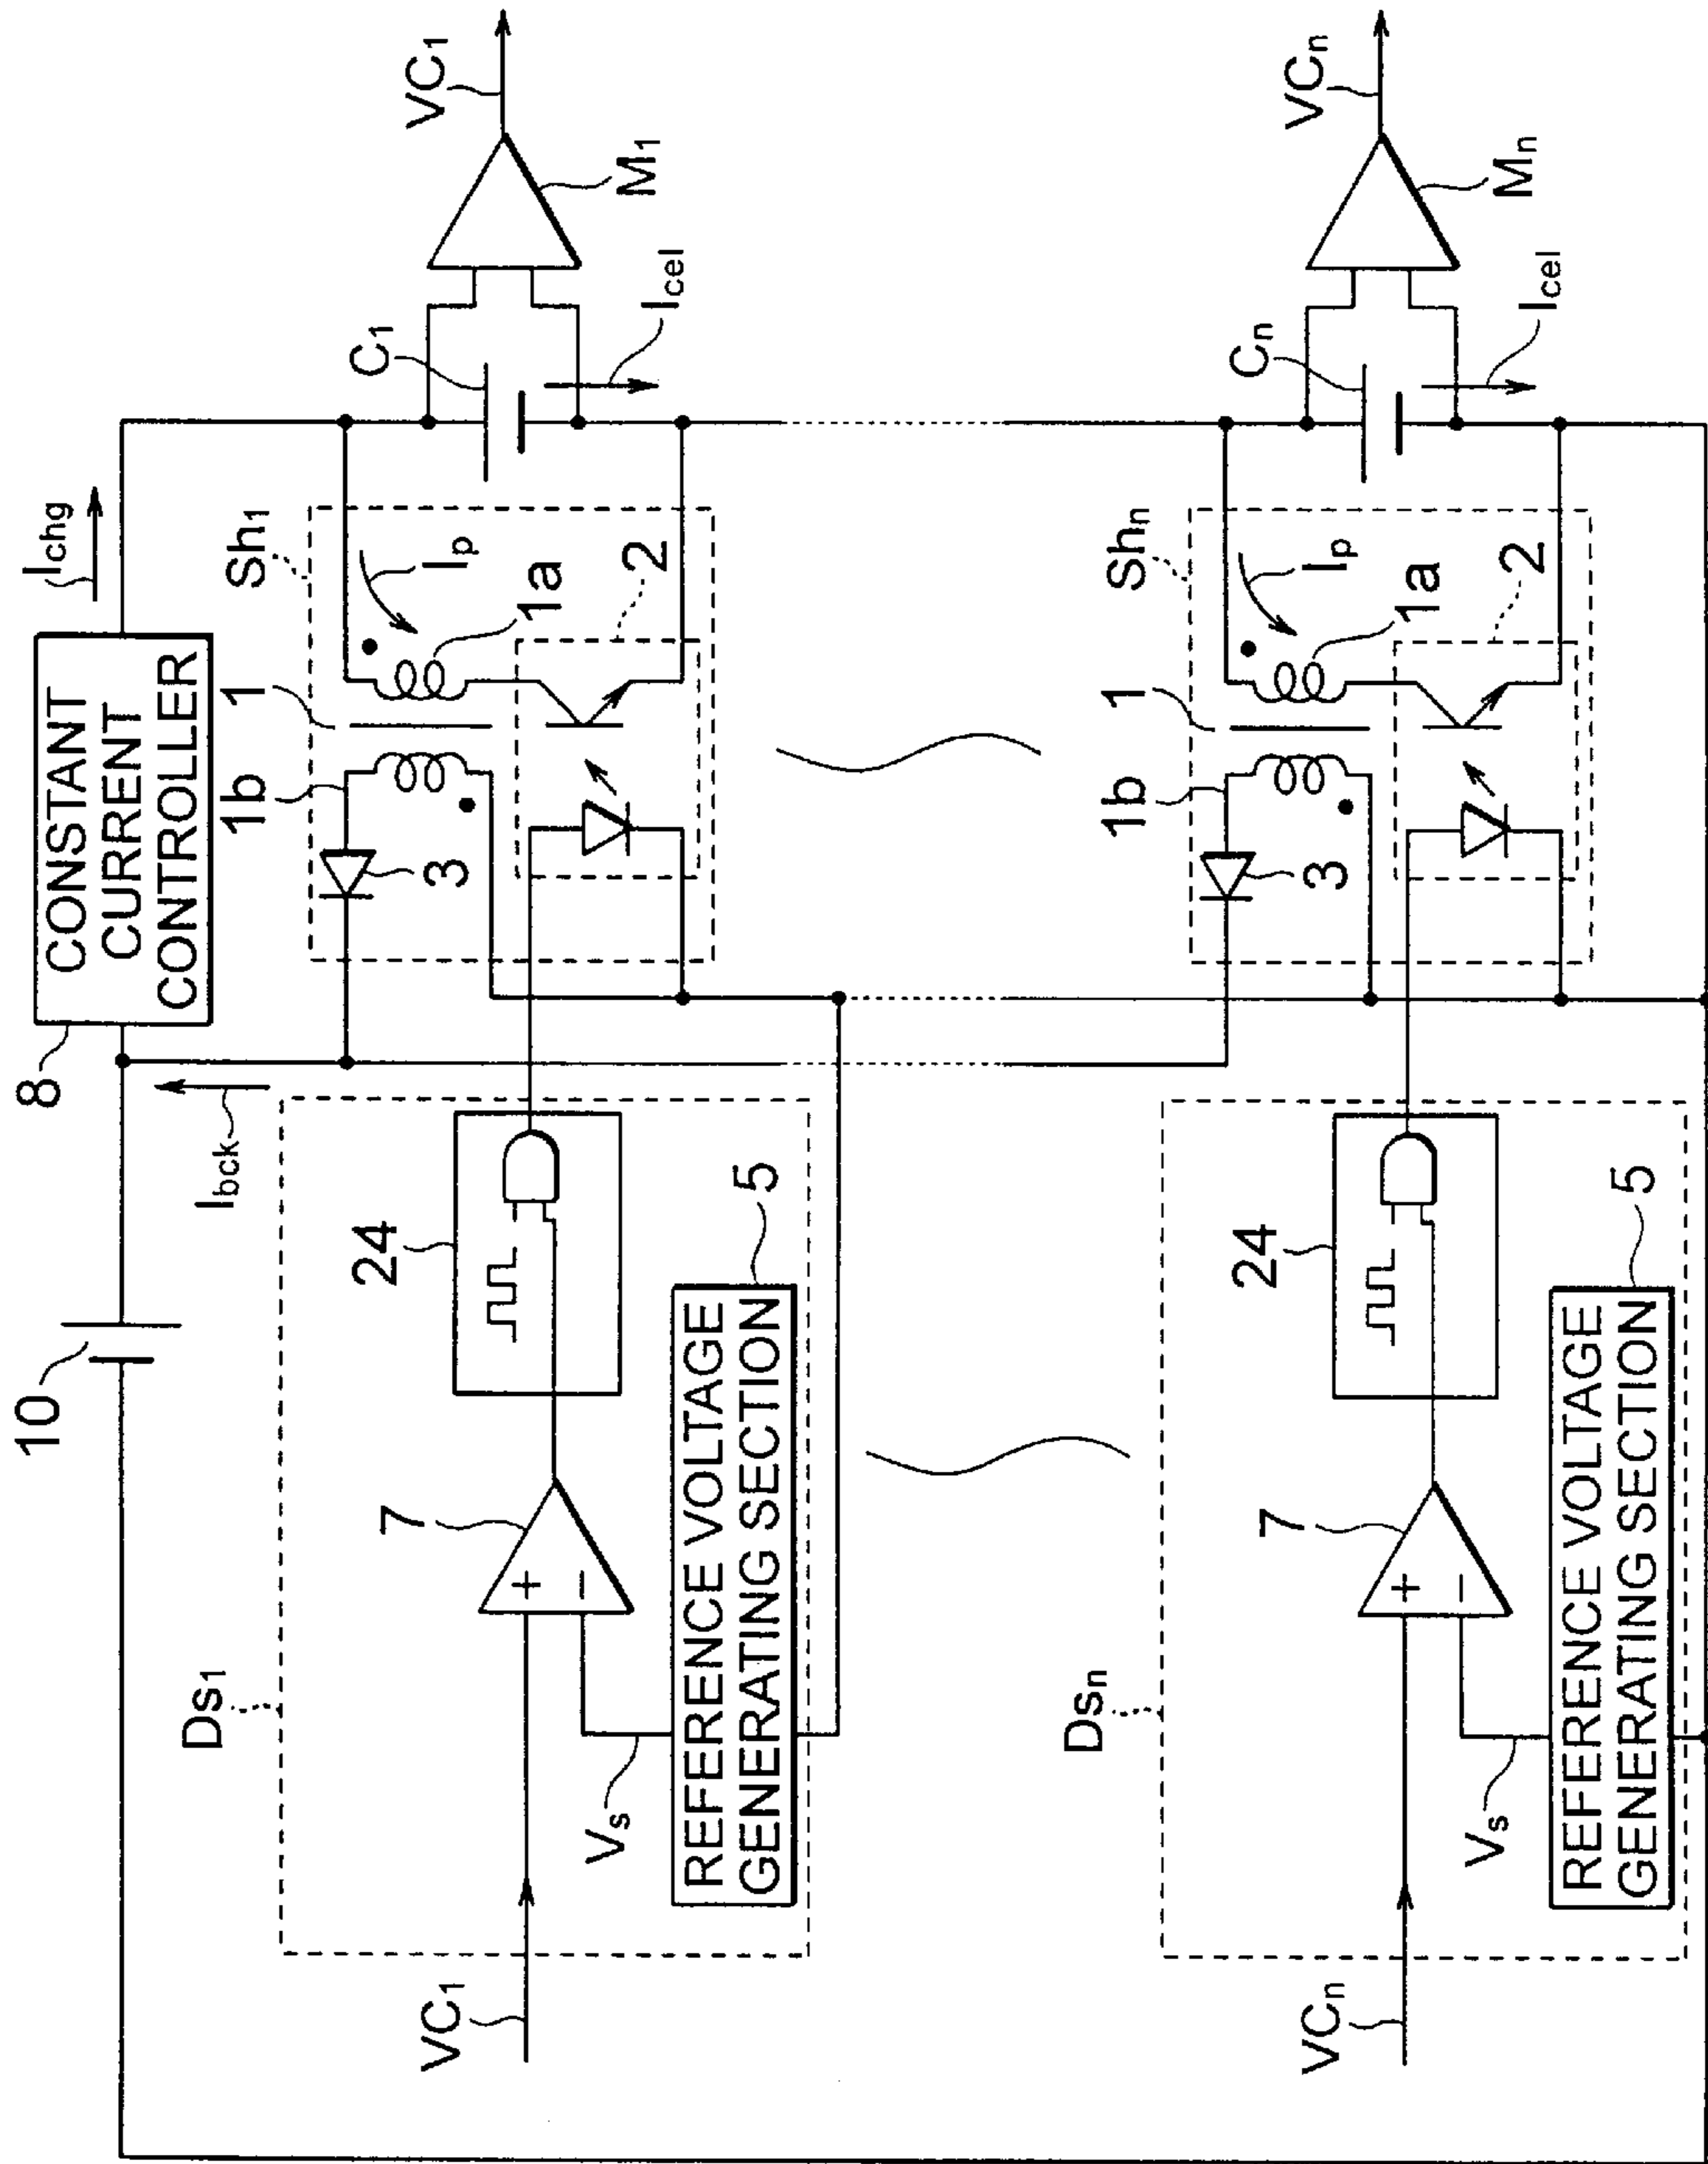 10
8
CONSTANT
CURRENT
CONTROLLER
Ichg
Ibck
Ds1
VC1
Vs
7
+
−
24
REFERENCE VOLTAGE
GENERATING SECTION
5
Sh1
1b
1
3
Ip
1a
2
C1
Icel
M1
VC1
Dsn
VCn
Vs
7
+
−
24
REFERENCE VOLTAGE
GENERATING SECTION
5
Shn
1b
1
3
Ip
1a
2
Cn
Icel
Mn
VCn